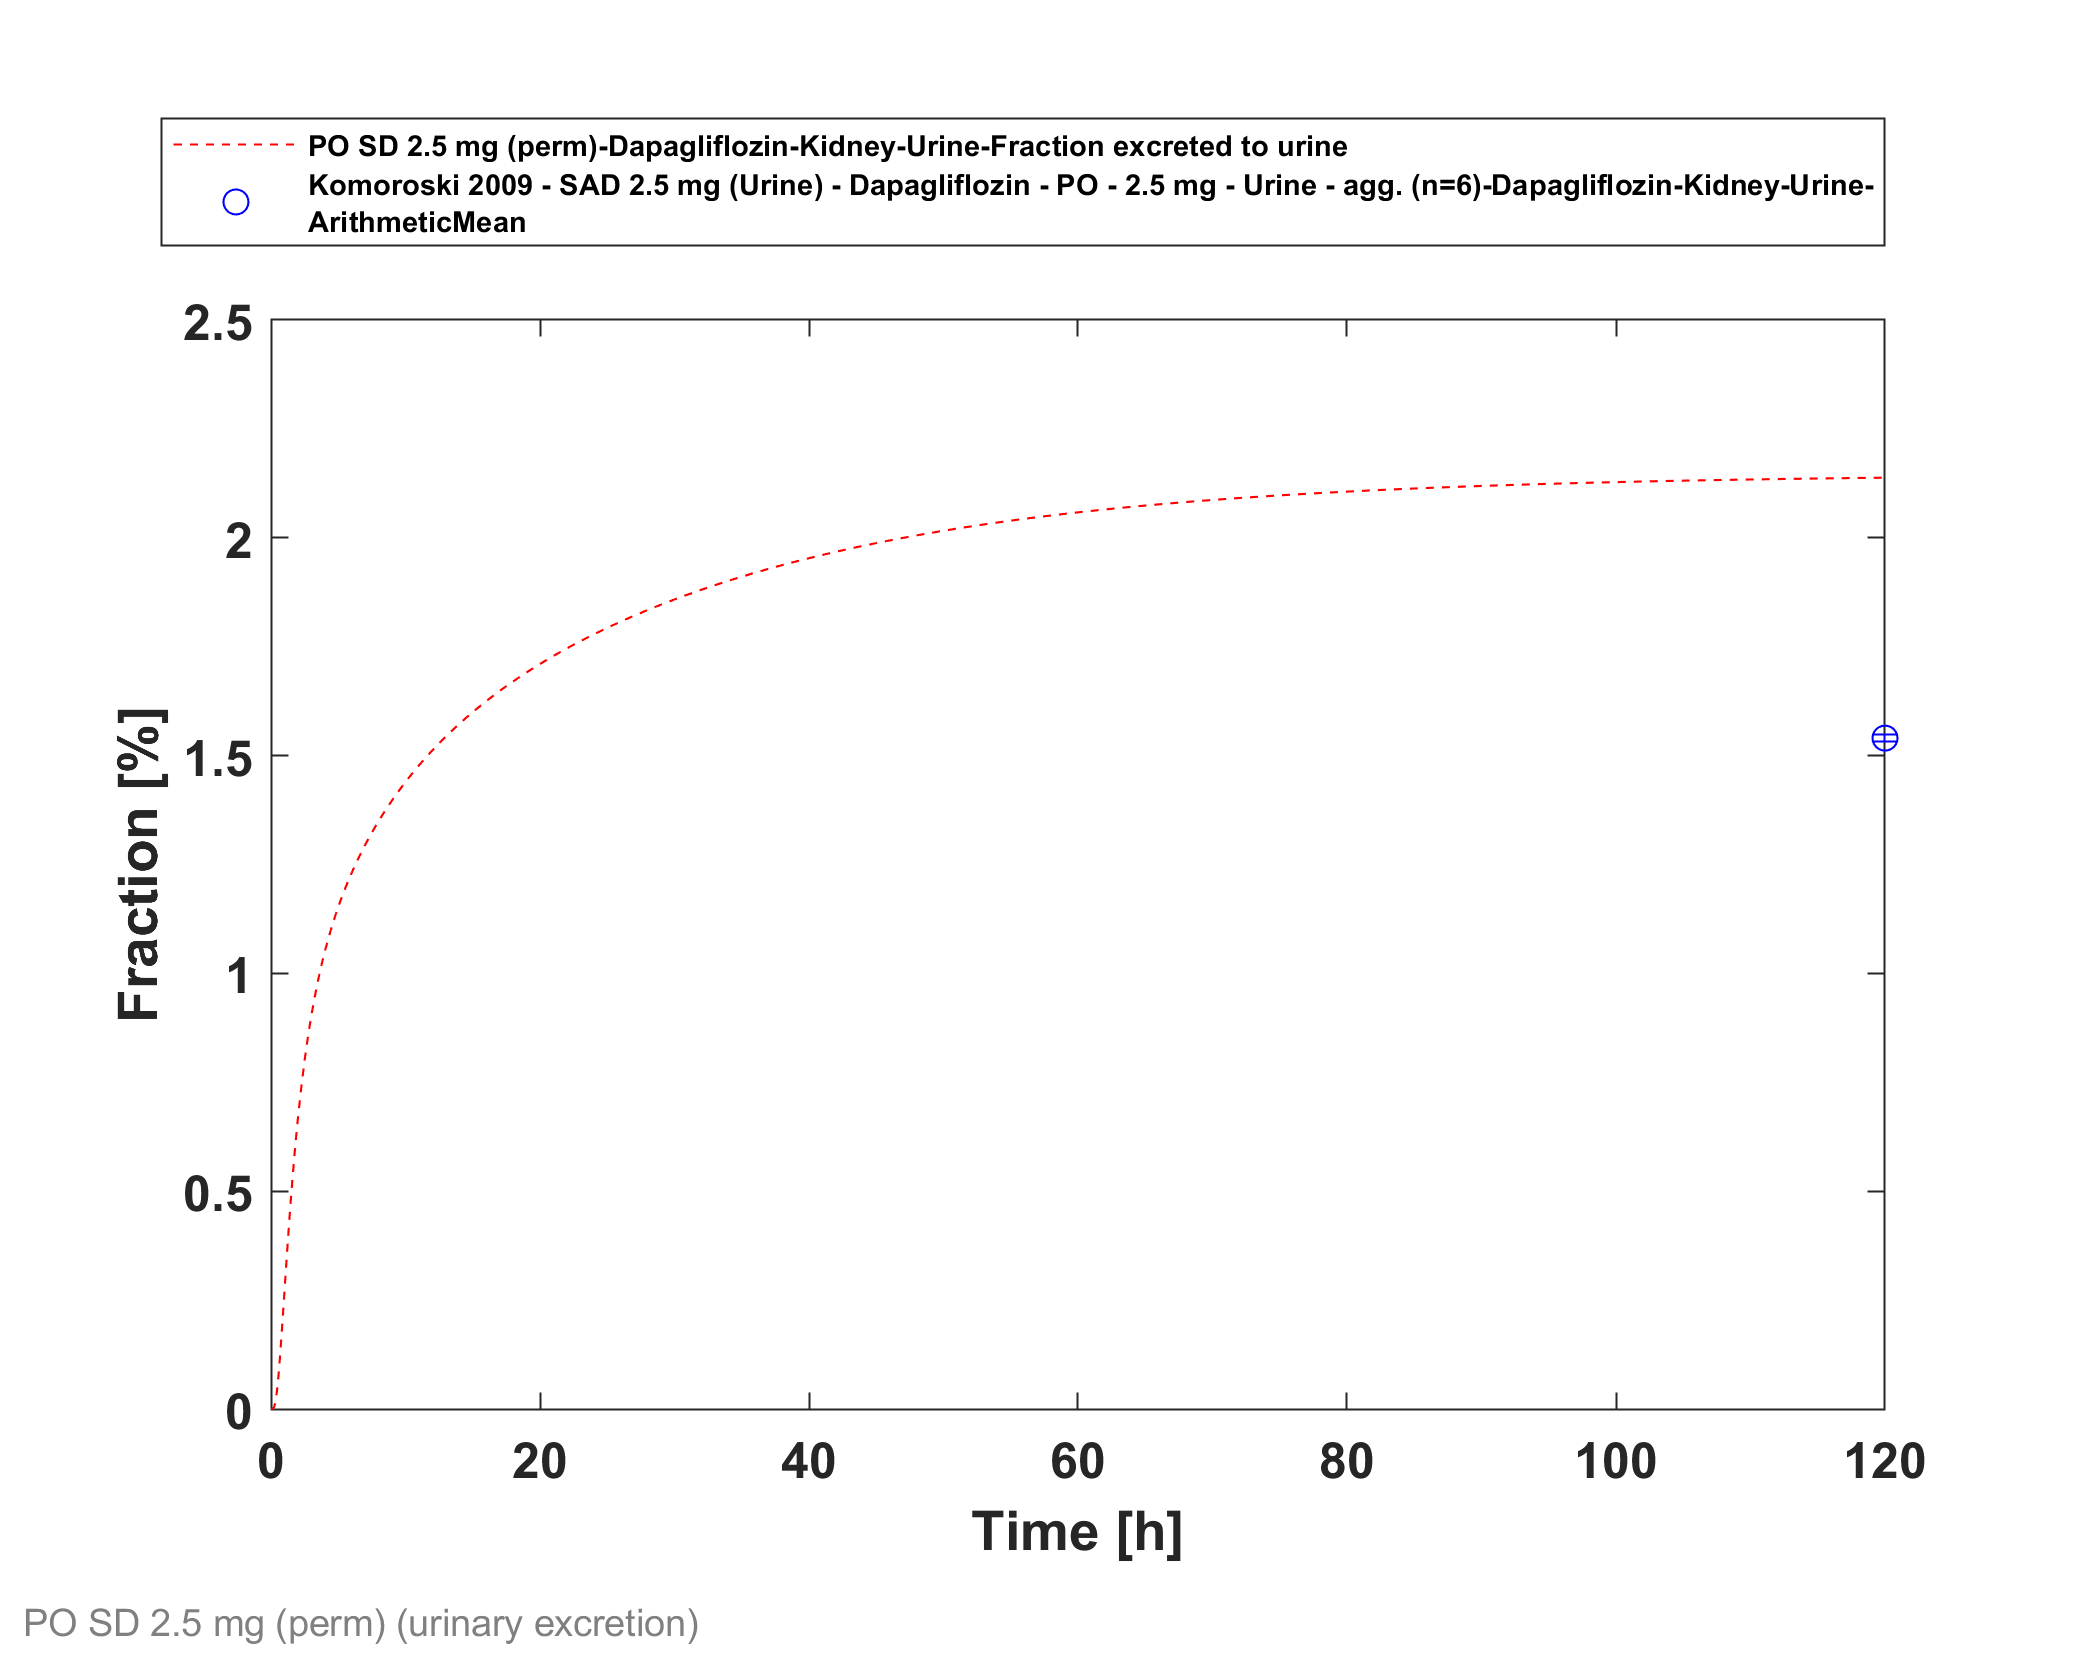 PO SD 2.5 mg (perm)-Dapagliflozin-Kidney-Urine-Fraction excreted to urine
Komoroski 2009 - SAD 2.5 mg (Urine) - Dapagliflozin - PO - 2.5 mg - Urine - agg. (n=6)-Dapagliflozin-Kidney-Urine-
ArithmeticMean
2.5
2
1.5
1
0.5
0
Fraction [%]
0 20 40 60 80 100 120
Time [h]
PO SD 2.5 mg (perm) (urinary excretion)